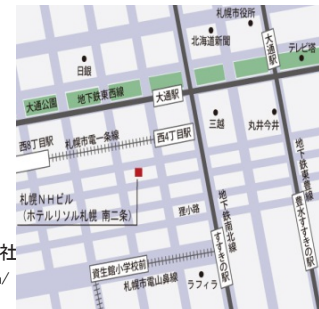 札幌市役所
北海道新聞
大通駅
テレビ塔
日銀
大通公園
地下鉄東西線
大通駅
三越
丸井今井
西8丁目駅
札幌市電一条線
西4丁目駅
地下鉄東豊線
札幌NHビル
(ホテルリソル札幌 南二条)
狸小路
地下鉄南北線
豊水すすきの駅
すすきの駅
社
資生館小学校前
札幌市電山鼻線
ラフィラ
/